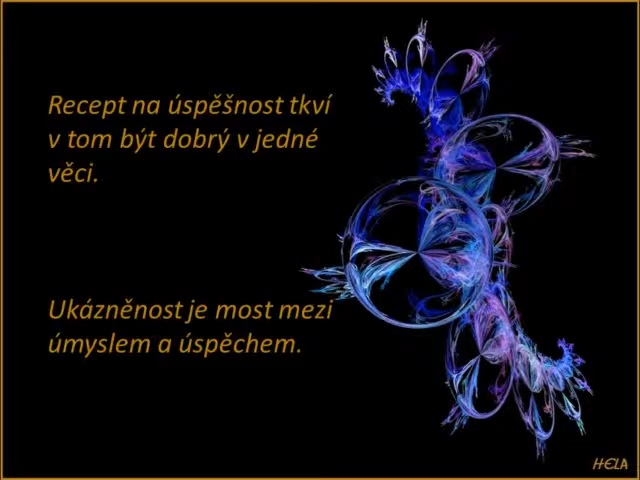 Recept na úspěšnost tkví
v tom být dobrý v jedné
věci.
Ukázněnost je most mezi
úmyslem a úspěchem.
HELA